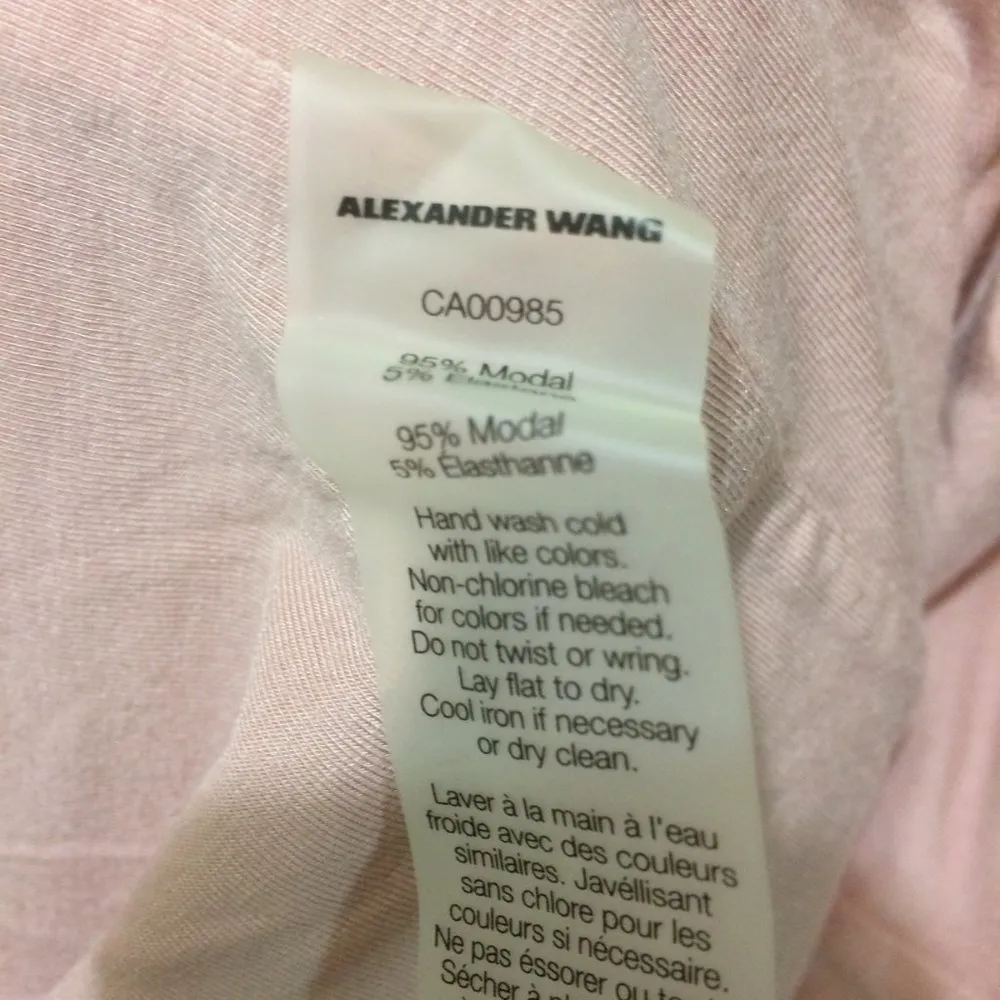 ALEXANDER WANG
CA00985
95% Modal
5% Elastane
95% Modal
5% Élasthanne
Hand wash cold
with like colors.
Non-chlorine bleach
for colors if needed.
Do not twist or wring.
Lay flat to dry.
Cool iron if necessary
or dry clean.
Laver à la main à l'eau
froide avec des couleurs
similaires. Javéllisant
sans chlore pour les
couleurs si nécessaire.
Ne pas éssorer ou
Sécher à